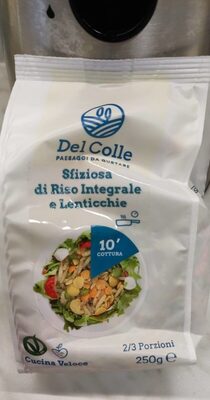 Del Colle
PAESAGGI DA GUSTARE
Sfiziosa
di Riso Integrale
e Lenticchie
10'
COTTURA
2/3 Porzioni
Cucina Veloce
250g e